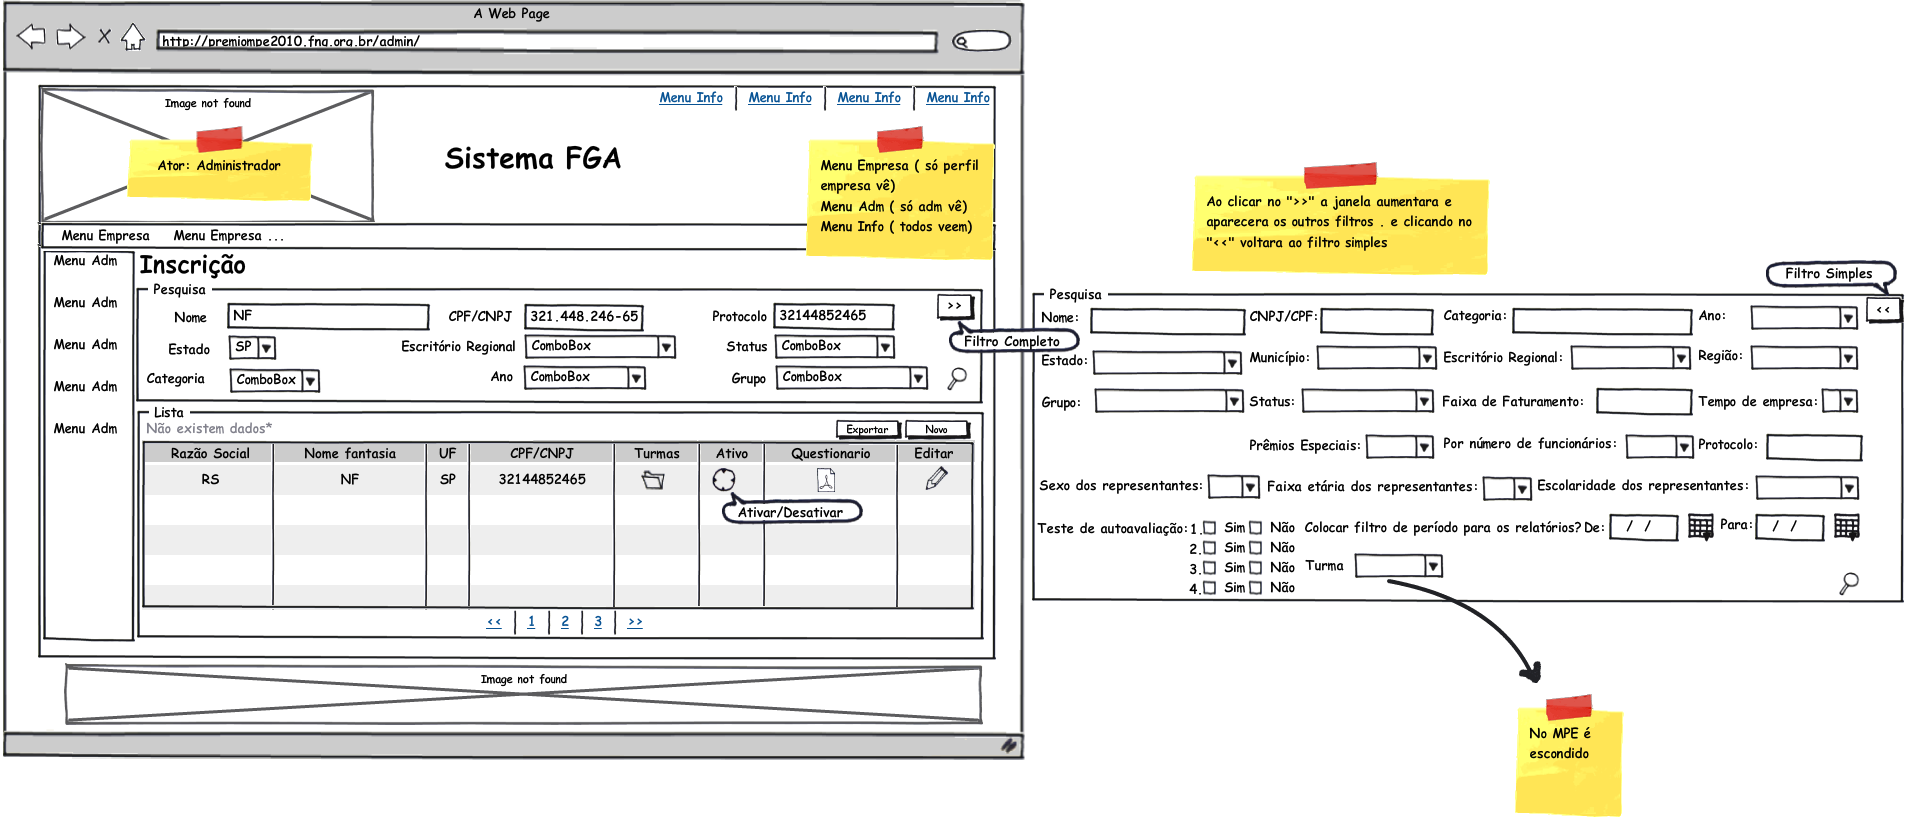 A Web Page
http://premiompe2010.fnq.org.br/admin/
Image not found
Menu Info
Menu Info
Menu Info
Menu Info
Ator: Administrador
Sistema FGA
Menu Empresa ( só perfil
empresa vê)
Menu Adm ( só adm vê)
Menu Info ( todos veem)
Menu Empresa
Menu Empresa ...
Menu Adm
Menu Adm
Menu Adm
Menu Adm
Menu Adm
Inscrição
Pesquisa
Nome NF CPF/CNPJ 321.448.246-65 Protocolo 32144852465 >>
Filtro Completo
Estado SP Escritório Regional ComboBox Status ComboBox
Categoria ComboBox Ano ComboBox Grupo ComboBox
Lista
Não existem dados*
Exportar
Novo
Razão Social Nome fantasia UF CPF/CNPJ Turmas Ativo Questionario Editar
RS NF SP 32144852465
Ativar/Desativar
<< 1 2 3 >>
Image not found
Ao clicar no ">>" a janela aumentara e
aparecera os outros filtros . e clicando no
"<<" voltara ao filtro simples
Filtro Simples
<<
Pesquisa
Nome: CNPJ/CPF: Categoria: Ano:
Estado: Município: Escritório Regional: Região:
Grupo: Status: Faixa de Faturamento: Tempo de empresa:
Prêmios Especiais: Por número de funcionários: Protocolo:
Sexo dos representantes: Faixa etária dos representantes: Escolaridade dos representantes:
Teste de autoavaliação: 1. Sim Não Colocar filtro de período para os relatórios? De: / / Para: / /
2. Sim Não
3. Sim Não Turma
4. Sim Não
No MPE é
escondido